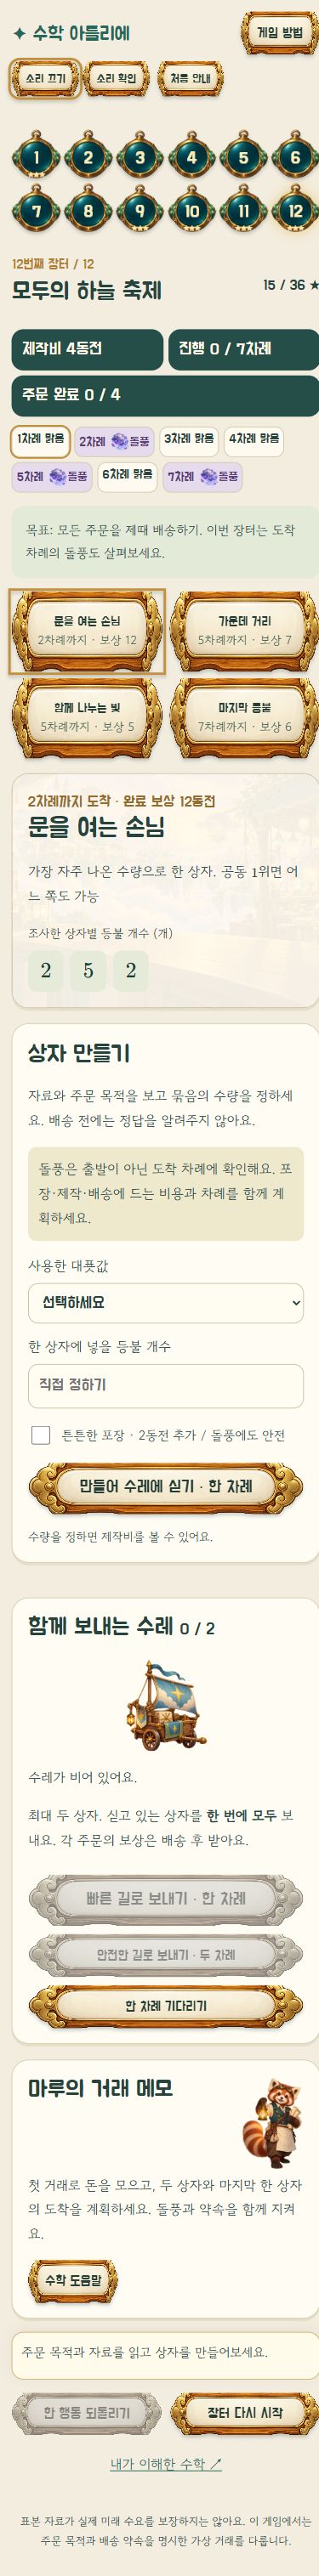 ✦ 수학 아틀리에
게임 방법
소리 끄기 소리 확인 처음 안내
1 2 3 4 5 6
7 8 9 10 11 12
12번째 장터 / 12
모두의 하늘 축제 15 / 36 ★
제작비 4동전 진행 0 / 7차례
주문 완료 0 / 4
1차례 맑음 2차례 돌풍 3차례 맑음 4차례 맑음
5차례 돌풍 6차례 맑음 7차례 돌풍
목표: 모든 주문을 제때 배송하기. 이번 장터는 도착
차례의 돌풍도 살펴보세요.
문을 여는 손님
2차례까지 · 보상 12
가운데 거리
5차례까지 · 보상 7
함께 나누는 빛
5차례까지 · 보상 5
마지막 등불
7차례까지 · 보상 6
2차례까지 도착 · 완료 보상 12동전
문을 여는 손님
가장 자주 나온 수량으로 한 상자. 공동 1위면 어
느 쪽도 가능
조사한 상자별 등불 개수 (개)
2 5 2
상자 만들기
자료와 주문 목적을 보고 묶음의 수량을 정하세
요. 배송 전에는 정답을 알려주지 않아요.
돌풍은 출발이 아닌 도착 차례에 확인해요. 포
장·제작·배송에 드는 비용과 차례를 함께 계
획하세요.
사용한 대푯값
선택하세요
한 상자에 넣을 등불 개수
직접 정하기
튼튼한 포장 · 2동전 추가 / 돌풍에도 안전
만들어 수레에 싣기 · 한 차례
수량을 정하면 제작비를 볼 수 있어요.
함께 보내는 수레 0 / 2
수레가 비어 있어요.
최대 두 상자. 싣고 있는 상자를 한 번에 모두 보
내요. 각 주문의 보상은 배송 후 받아요.
빠른 길로 보내기 · 한 차례
안전한 길로 보내기 · 두 차례
한 차례 기다리기
마루의 거래 메모
첫 거래로 돈을 모으고, 두 상자와 마지막 한 상자
의 도착을 계획하세요. 돌풍과 약속을 함께 지켜
요.
수학 도움말
주문 목적과 자료를 읽고 상자를 만들어보세요.
한 행동 되돌리기 장터 다시 시작
내가 이해한 수학 ↗
표본 자료가 실제 미래 수요를 보장하지는 않아요. 이 게임에서는
주문 목적과 배송 약속을 명시한 가상 거래를 다룹니다.